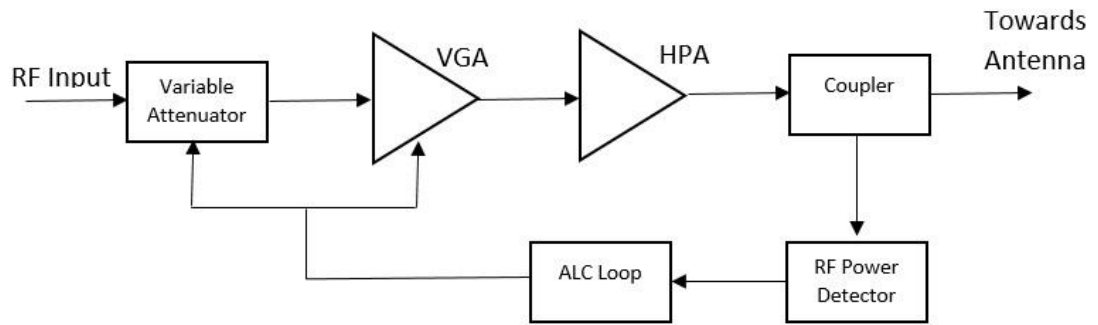 Towards
Antenna
VGA
HPA
RF Input
Variable
Attenuator
Coupler
ALC Loop
RF Power
Detector